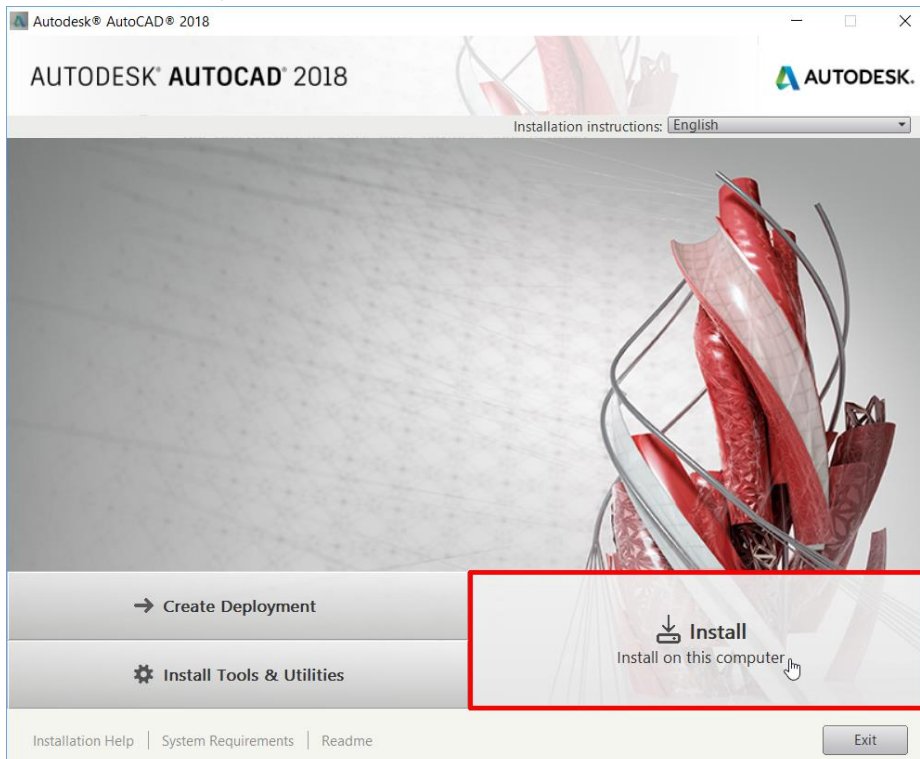 Autodesk® AutoCAD® 2018
AUTODESK® AUTOCAD® 2018
AUTODESK.
Installation instructions: English
Create Deployment
Install Tools & Utilities
Install
Install on this computer
Installation Help | System Requirements | Readme
Exit